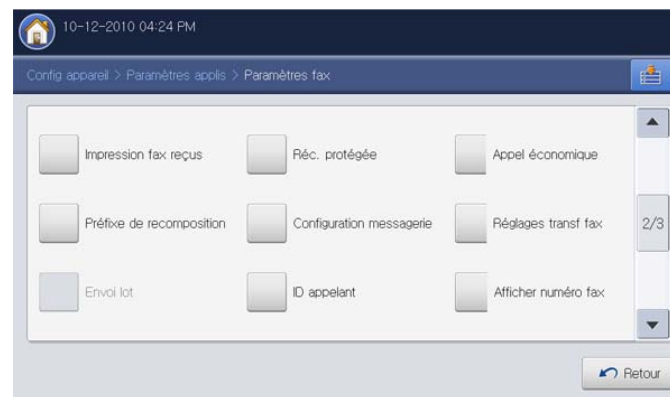 10-12-2010 04:24 PM
Config appareil > Paramètres applis > Paramètres fax
Impression fax reçus
Réc. protégée
Appel économique
Préfixe de recomposition
Configuration messagerie
Réglages transf fax
2/3
Envoi lot
ID appelant
Afficher numéro fax
Retour